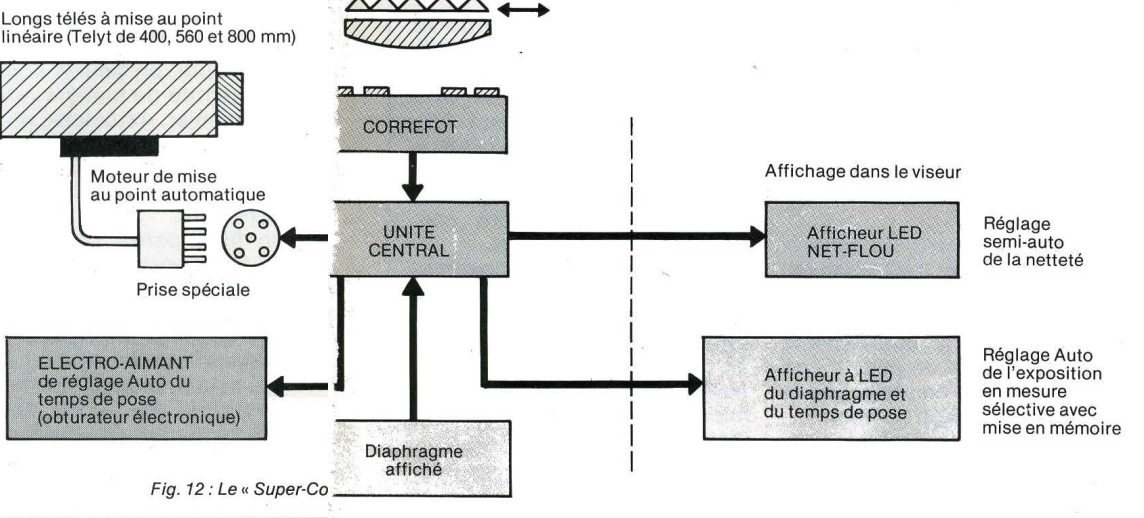 Longs télés à mise au point
linéaire (Telyt de 400, 560 et 800 mm)
CORREFOT
Moteur de mise
au point automatique
Prise spéciale
UNITE
CENTRAL
Affichage dans le viseur
Afficheur LED
NET-FLOU
Réglage
semi-auto
de la netteté
ELECTRO-AIMANT
de réglage Auto du
temps de pose
(obturateur électronique)
Diaphragme
affiché
Afficheur à LED
du diaphragme et
du temps de pose
Réglage Auto
de l'exposition
en mesure
sélective avec
mise en mémoire
Fig. 12 : Le « Super-Co